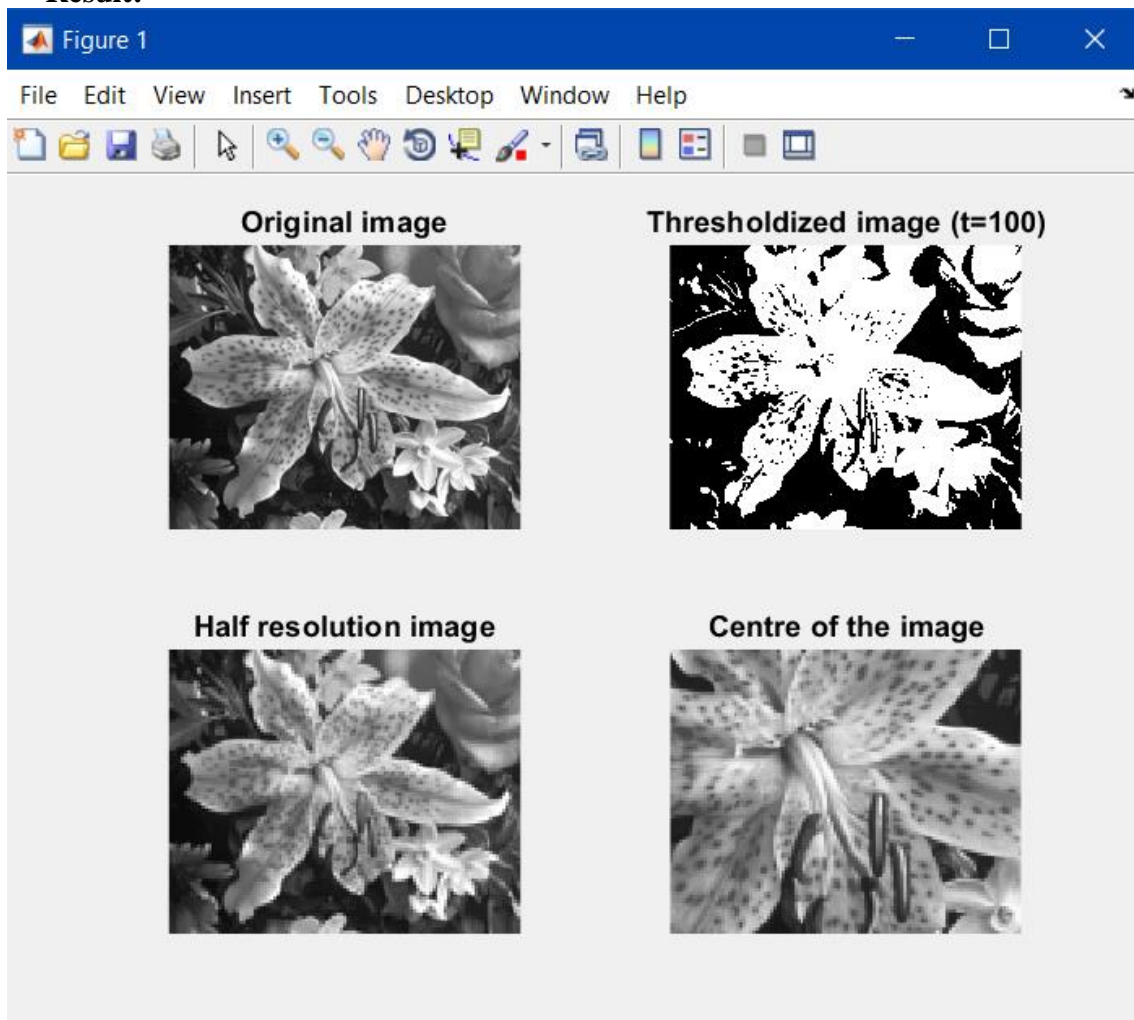 Result:
Figure 1
File Edit View Insert Tools Desktop Window Help
Original image
Thresholdized image (t=100)
Half resolution image
Centre of the image